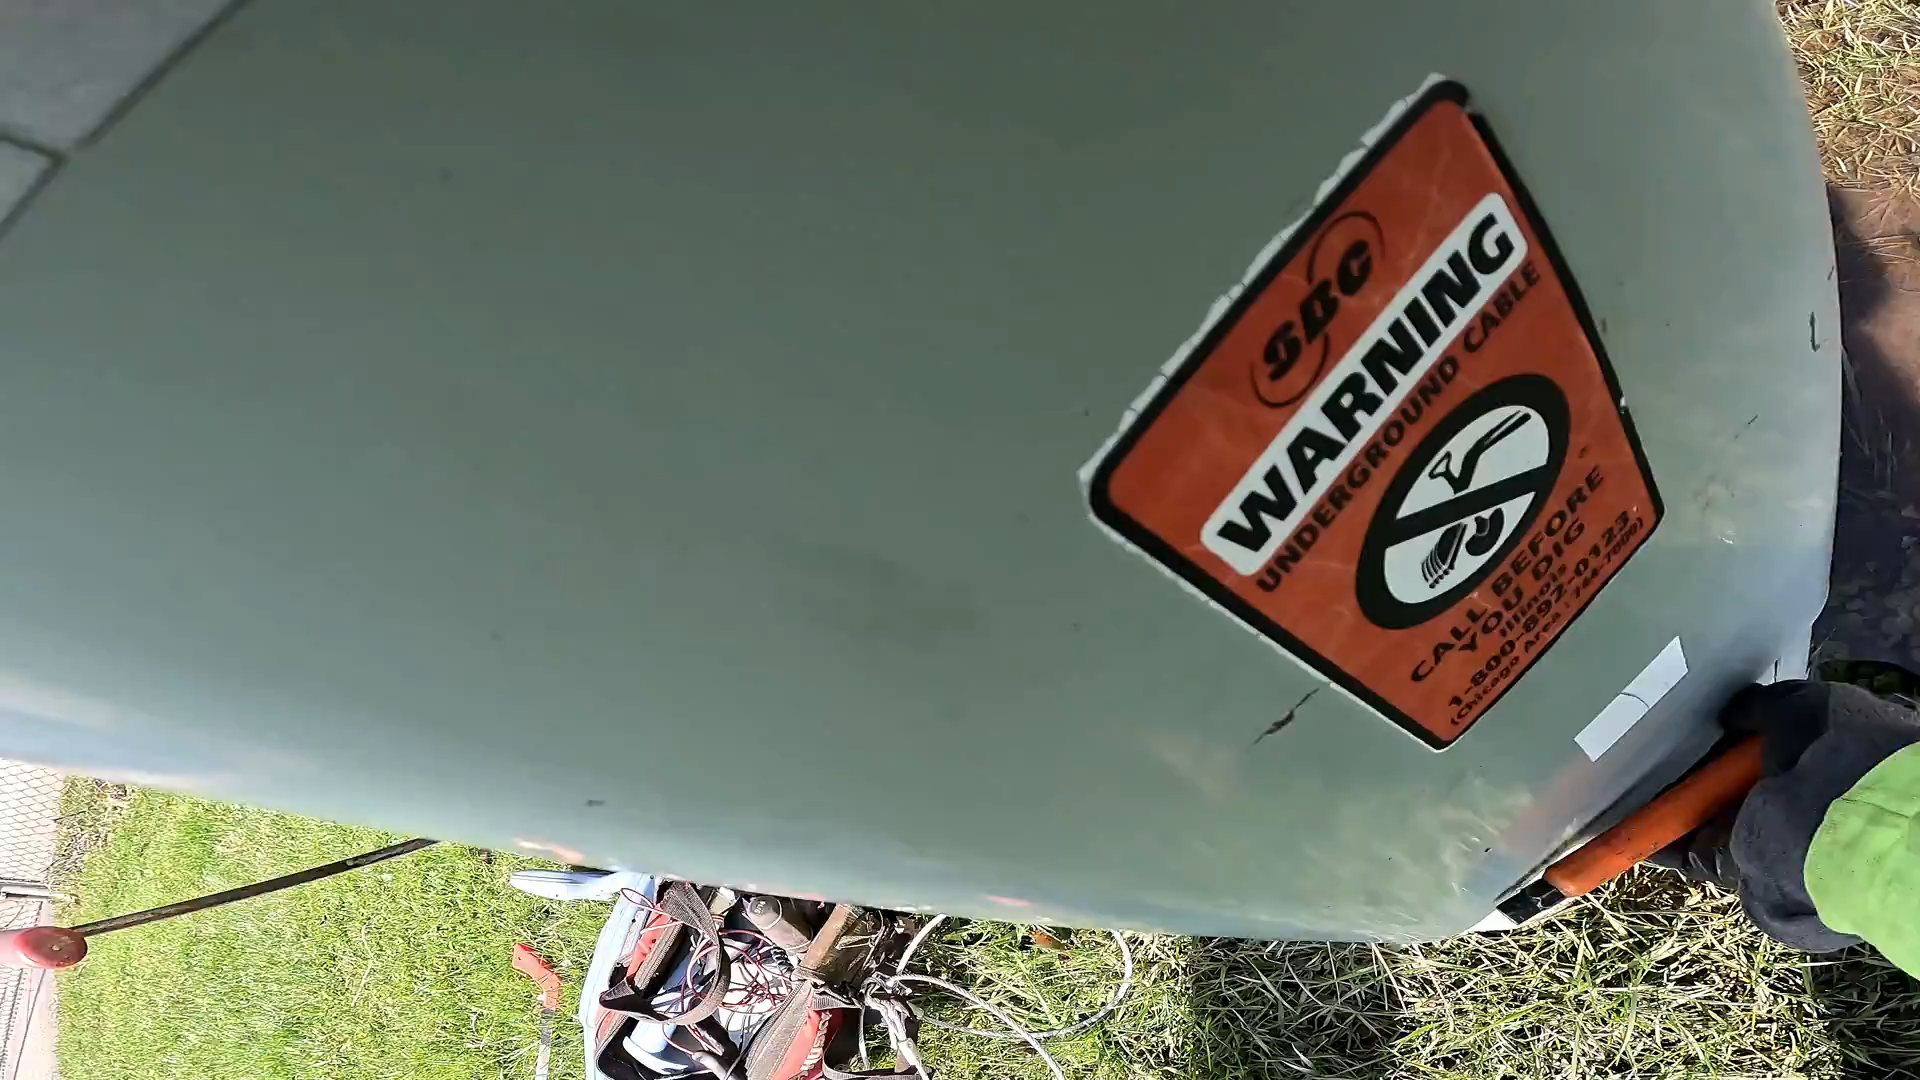 SBC
WARNING
UNDERGROUND CABLE
CALL BEFORE
YOU DIG
Illinois
1-800-892-0123
(Chicago Area: 744-7000)